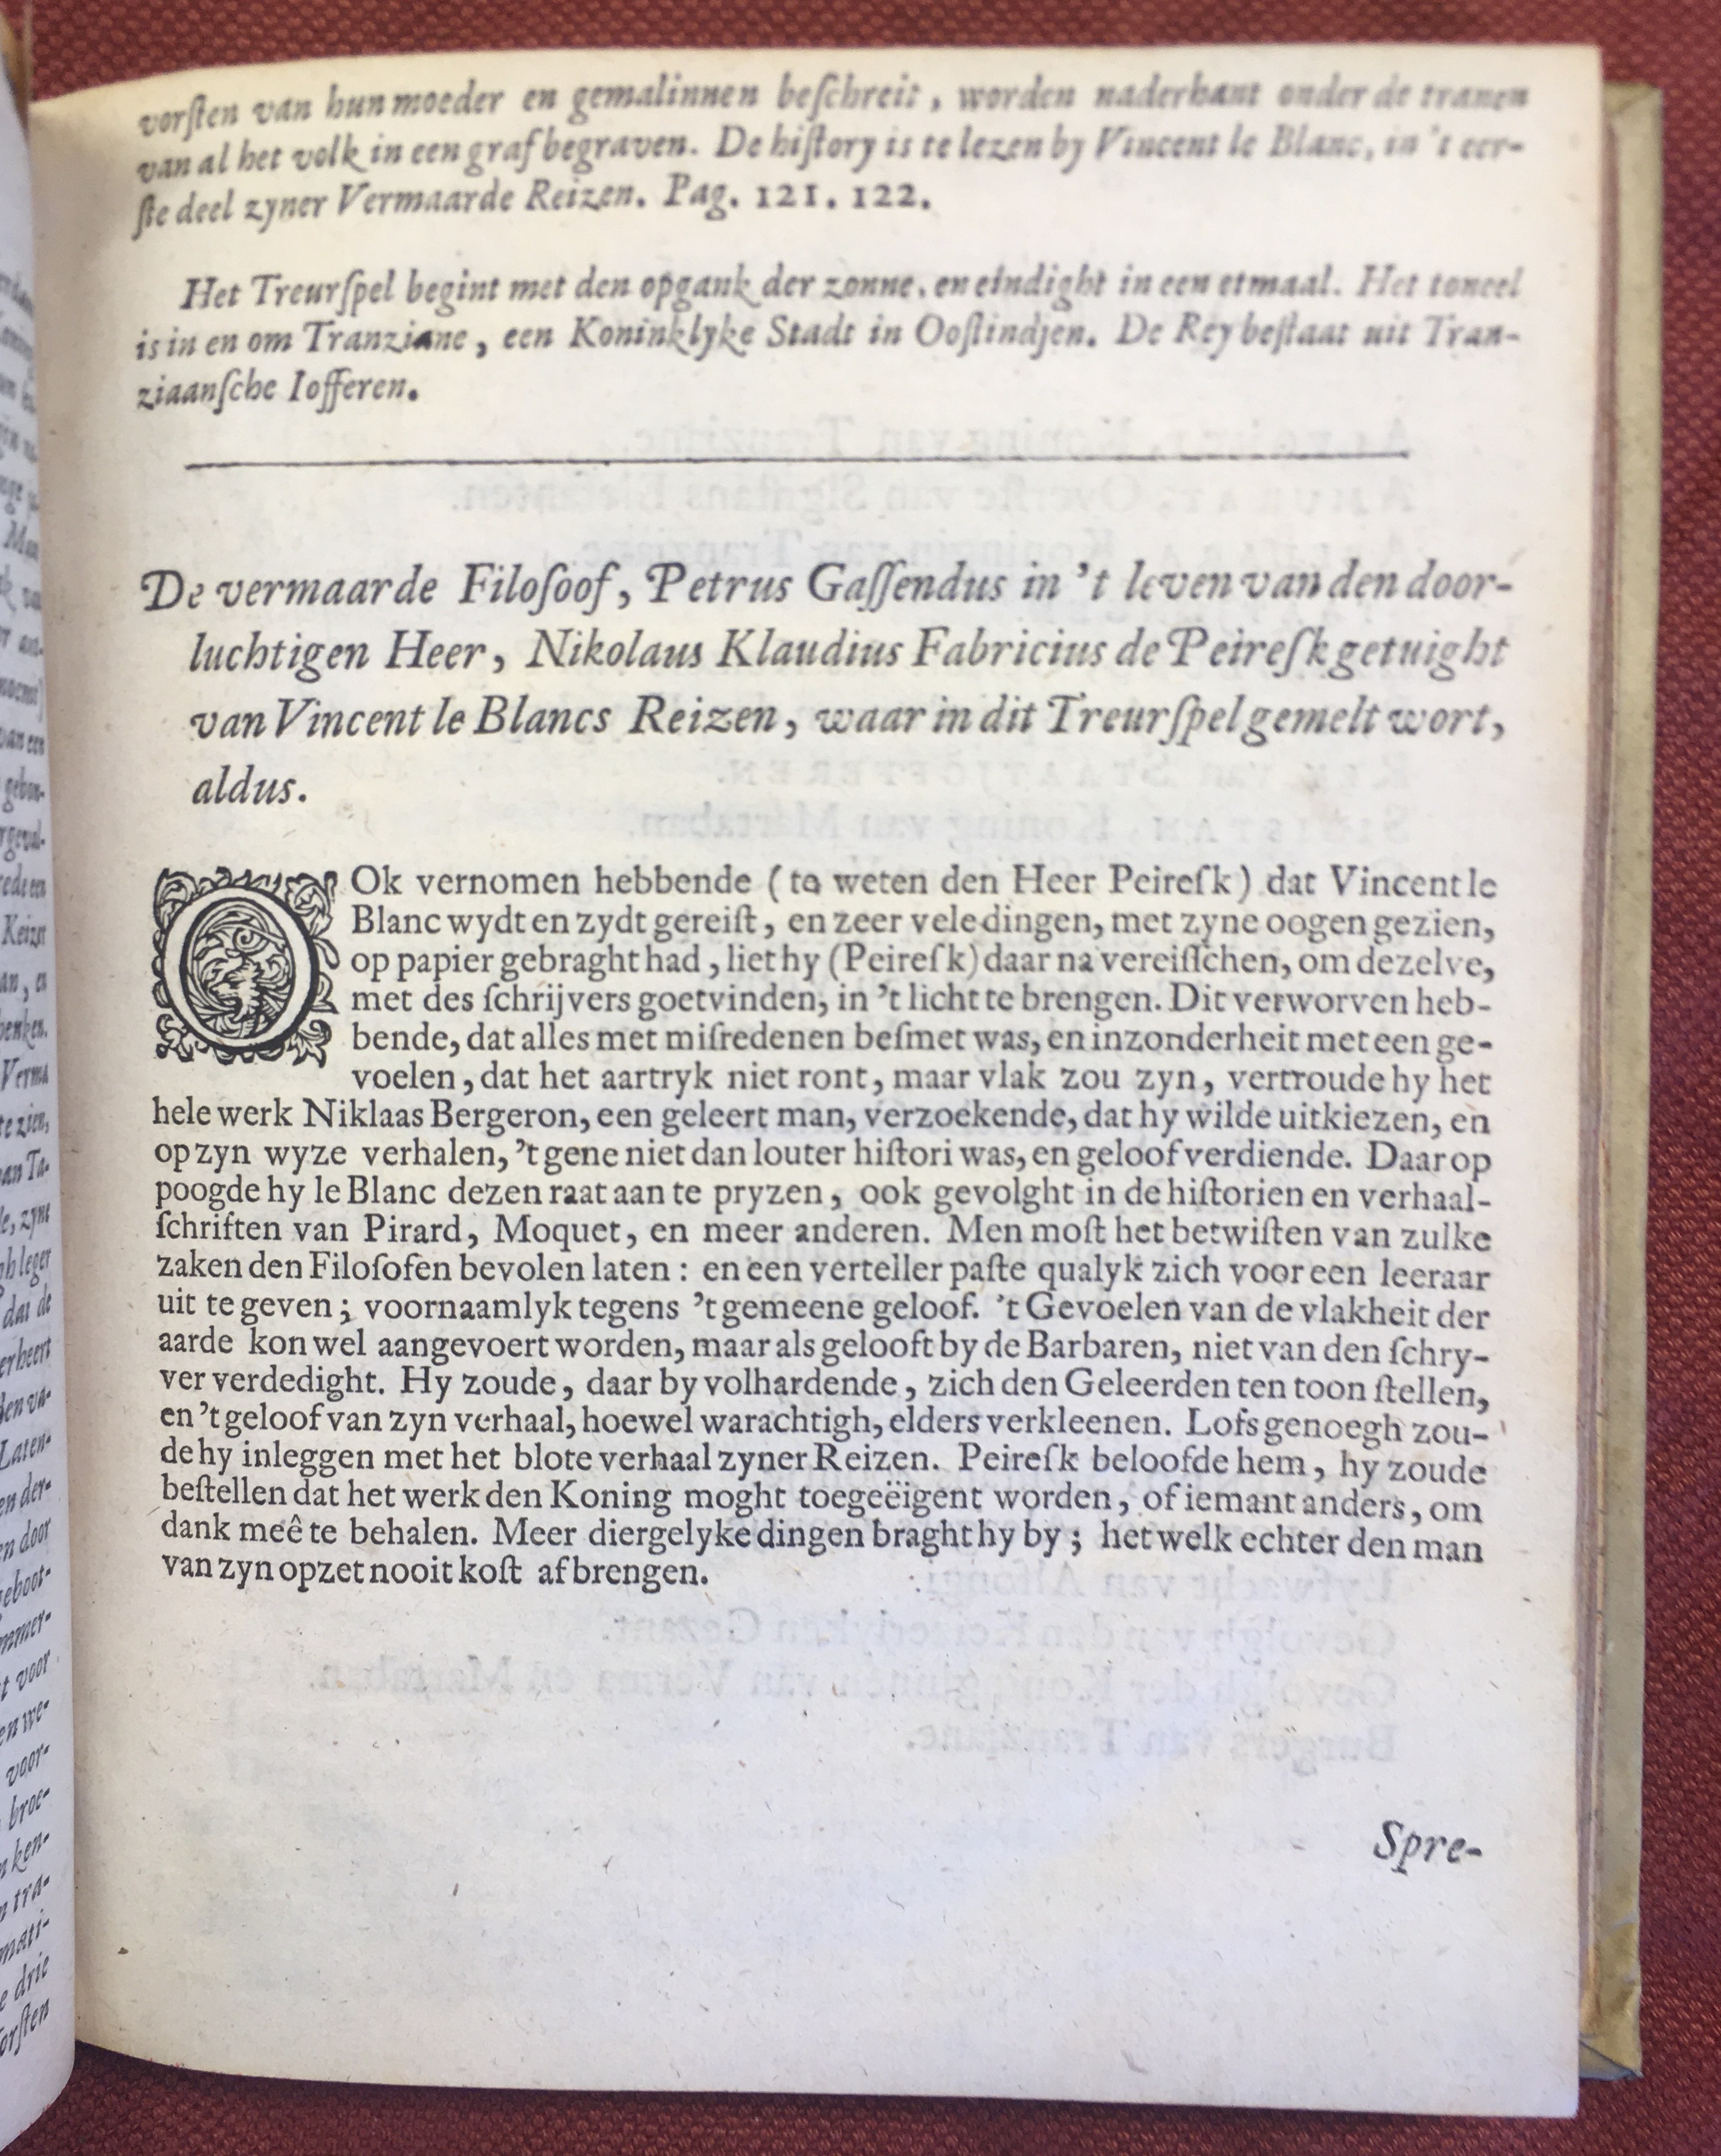 vorſten van hun moeder en gemalinnen beſchreit, worden naderhant onder de tranen
van al het volk in een graf begraven. De hiſtory is te lezen by Vincent le Blanc, in 't eer-
ſte deel zyner Vermaarde Reizen. Pag. 121. 122.
Het Treurſpel begint met den opgank der zonne, en eindight in een etmaal. Het toneel
is in en om Tranziane, een Koninklyke Stadt in Ooſtindjen. De Rey beſtaat uit Tran-
ziaanſche Iofferen.
De vermaarde Filoſoof, Petrus Gaſſendus in 't leven van den door-
luchtigen Heer, Nikolaus Klaudius Fabricius de Peireſk getuight
van Vincent le Blancs Reizen, waar in dit Treurſpel gemelt wort,
aldus.
OOk vernomen hebbende (te weten den Heer Peireſk) dat Vincent le
Blanc wydt en zydt gereiſt, en zeer vele dingen, met zyne oogen gezien,
op papier gebraght had, liet hy (Peireſk) daar na vereiſſchen, om dezelve,
met des ſchrijvers goetvinden, in 't licht te brengen. Dit verworven heb-
bende, dat alles met miſredenen beſmet was, en inzonderheit met een ge-
voelen, dat het aartryk niet ront, maar vlak zou zyn, vertroude hy het
hele werk Niklaas Bergeron, een geleert man, verzoekende, dat hy wilde uitkiezen, en
op zyn wyze verhalen, 't gene niet dan louter hiſtori was, en geloof verdiende. Daar op
poogde hy le Blanc dezen raat aan te pryzen, ook gevolght in de hiſtorien en verhaal-
ſchriften van Pirard, Moquet, en meer anderen. Men moſt het betwiſten van zulke
zaken den Filoſofen bevolen laten: en een verteller paſte qualyk zich voor een leeraar
uit te geven; voornaamlyk tegens 't gemeene geloof. 't Gevoelen van de vlakheit der
aarde kon wel aangevoert worden, maar als gelooft by de Barbaren, niet van den ſchry-
ver verdedight. Hy zoude, daar by volhardende, zich den Geleerden ten toon ſtellen,
en 't geloof van zyn verhaal, hoewel warachtigh, elders verkleenen. Lofs genoegh zou-
de hy inleggen met het blote verhaal zyner Reizen. Peireſk beloofde hem, hy zoude
beſtellen dat het werk den Koning moght toegeëigent worden, of iemant anders, om
dank meê te behalen. Meer diergelyke dingen braght hy by; het welk echter den man
van zyn opzet nooit koſt afbrengen.
Spre-